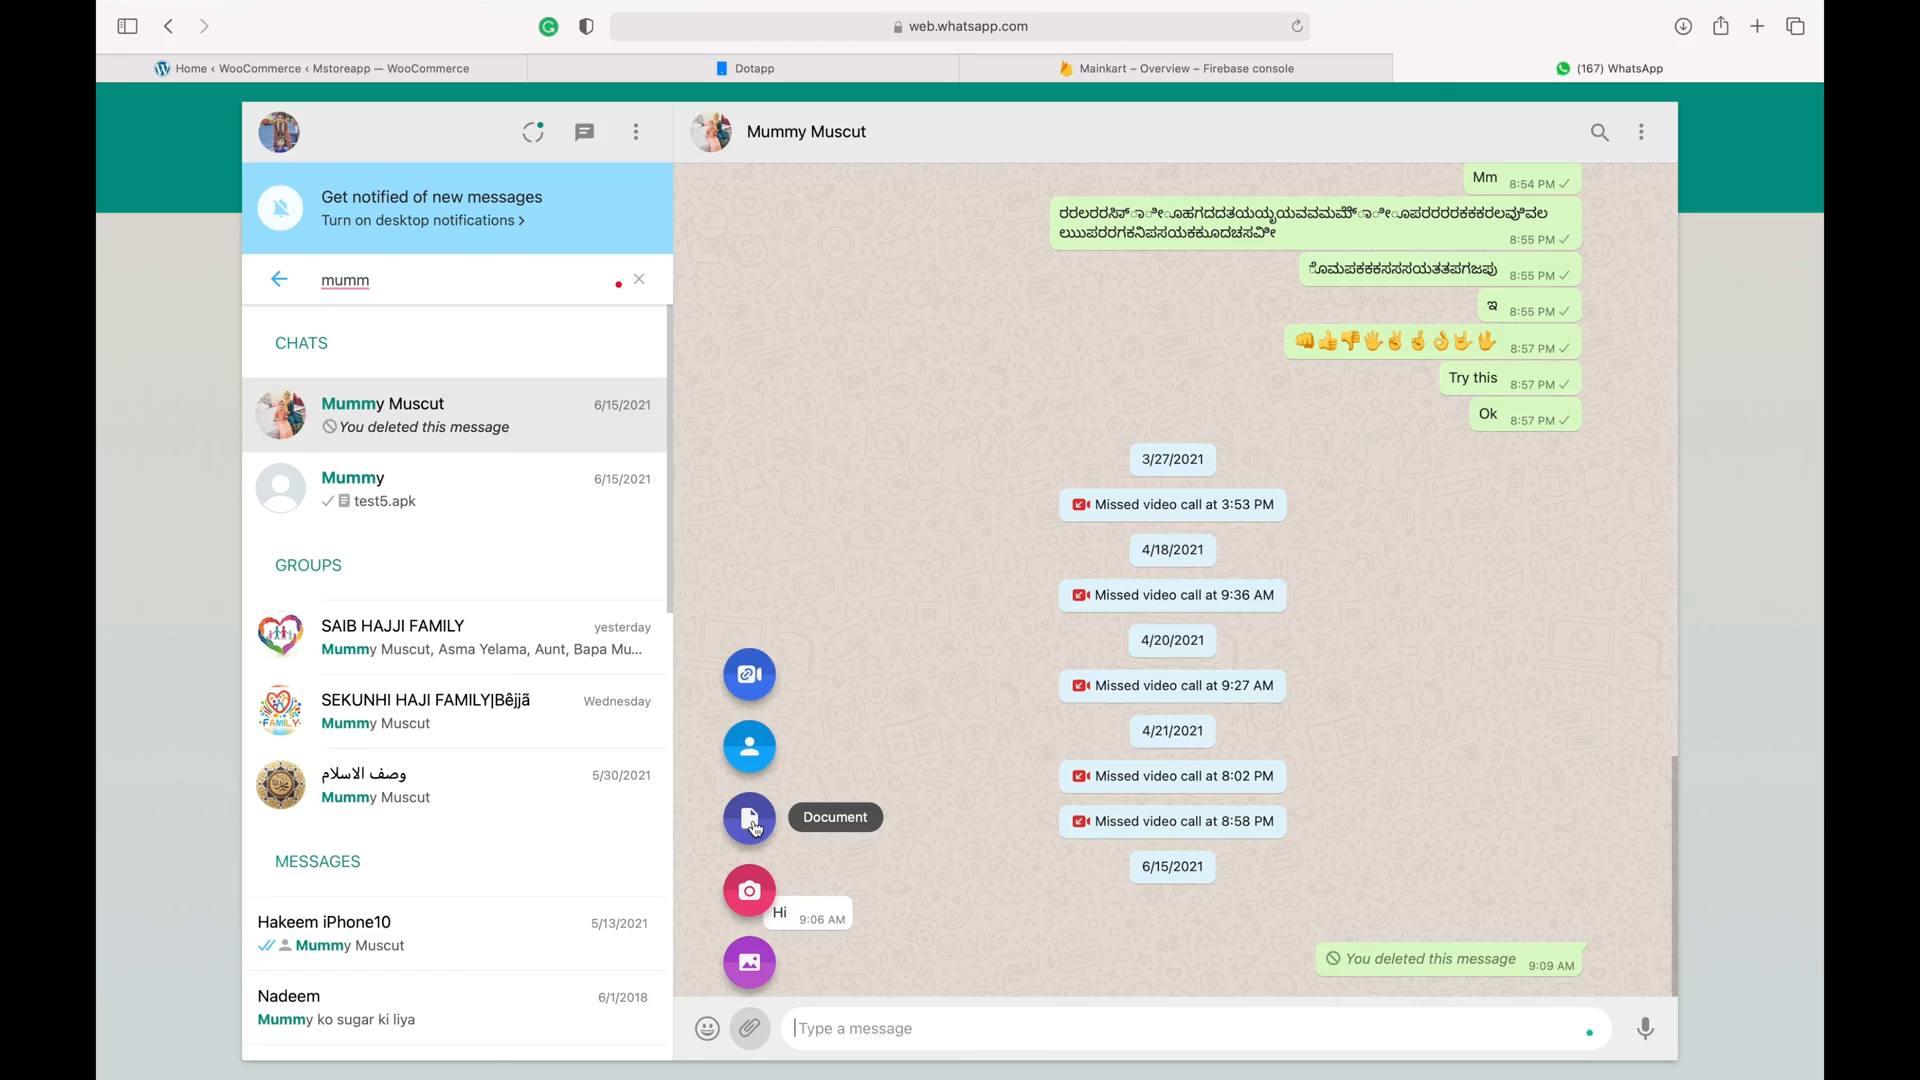 web.whatsapp.com
Home < WooCommerce < Mstoreapp — WooCommerce
Dotapp
Mainkart – Overview – Firebase console
(167) WhatsApp
Mummy Muscut
Get notified of new messages
Turn on desktop notifications >
mumm
CHATS
Mummy Muscut 6/15/2021
You deleted this message
Mummy 6/15/2021
test5.apk
GROUPS
SAIB HAJJI FAMILY yesterday
Mummy Muscut, Asma Yelama, Aunt, Bapa Mu...
SEKUNHI HAJI FAMILY|Bêjjã Wednesday
Mummy Muscut
وصف الاسلام 5/30/2021
Mummy Muscut
MESSAGES
Hakeem iPhone10 5/13/2021
Mummy Muscut
Nadeem 6/1/2018
Mummy ko sugar ki liya
Mm 8:54 PM
8:55 PM
8:55 PM
ಇ 8:55 PM
👊👍👎🖐✌☝👌🤟🖖 8:57 PM
Try this 8:57 PM
Ok 8:57 PM
3/27/2021
Missed video call at 3:53 PM
4/18/2021
Missed video call at 9:36 AM
4/20/2021
Missed video call at 9:27 AM
4/21/2021
Missed video call at 8:02 PM
Missed video call at 8:58 PM
6/15/2021
Document
Hi 9:06 AM
You deleted this message 9:09 AM
Type a message